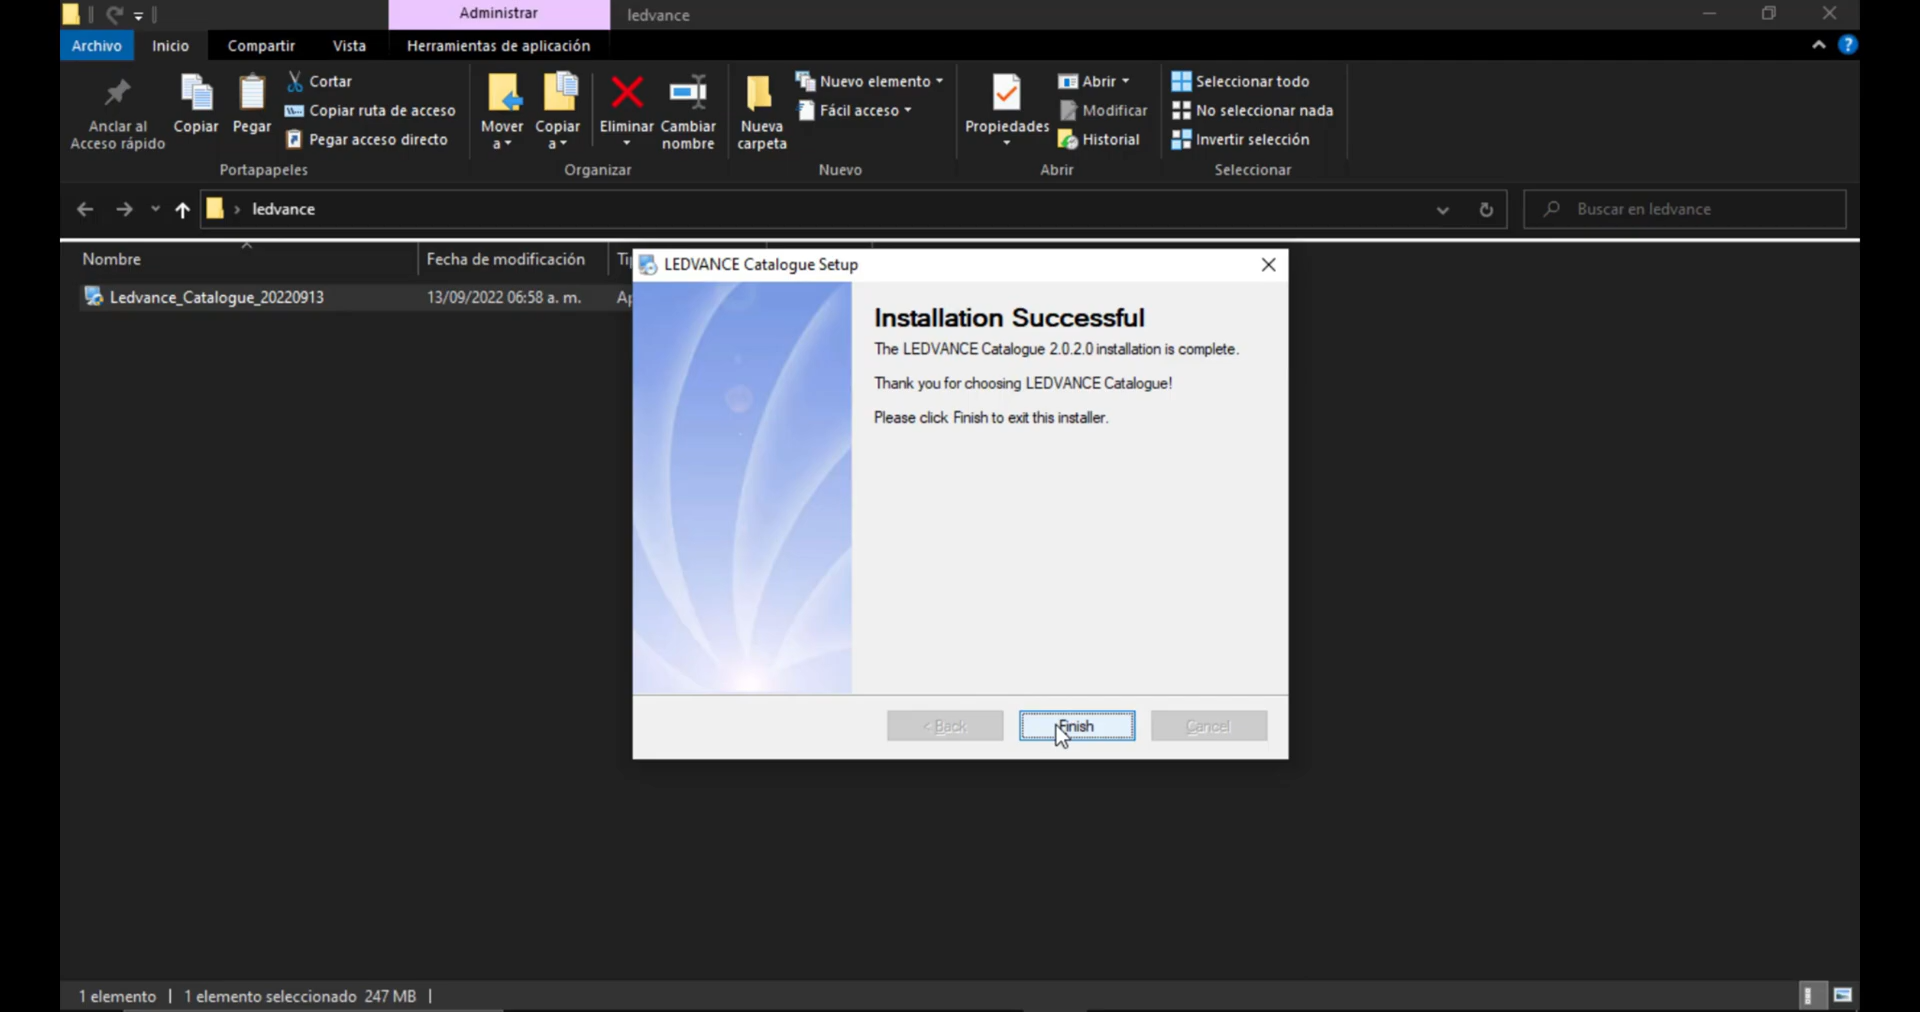 Administrar
ledvance
Archivo
Inicio
Compartir
Vista
Herramientas de aplicación
Anclar al
Acceso rápido
Copiar
Pegar
Cortar
Copiar ruta de acceso
Pegar acceso directo
Portapapeles
Mover
a
Copiar
a
Eliminar
Cambiar
nombre
Organizar
Nueva
carpeta
Nuevo elemento
Fácil acceso
Nuevo
Propiedades
Abrir
Modificar
Historial
Abrir
Seleccionar todo
No seleccionar nada
Invertir selección
Seleccionar
ledvance
Buscar en ledvance
Nombre
Fecha de modificación
Ledvance_Catalogue_20220913
13/09/2022 06:58 a. m.
LEDVANCE Catalogue Setup
Installation Successful
The LEDVANCE Catalogue 2.0.2.0 installation is complete.
Thank you for choosing LEDVANCE Catalogue!
Please click Finish to exit this installer.
< Back
Finish
Cancel
1 elemento
1 elemento seleccionado 247 MB